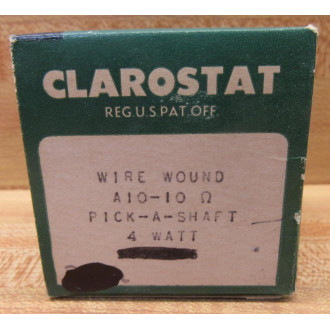 CLAROSTAT
REG.U.S.PAT.OFF.
WIRE WOUND
A10-10 Ω
PICK-A-SHAFT
4 WATT